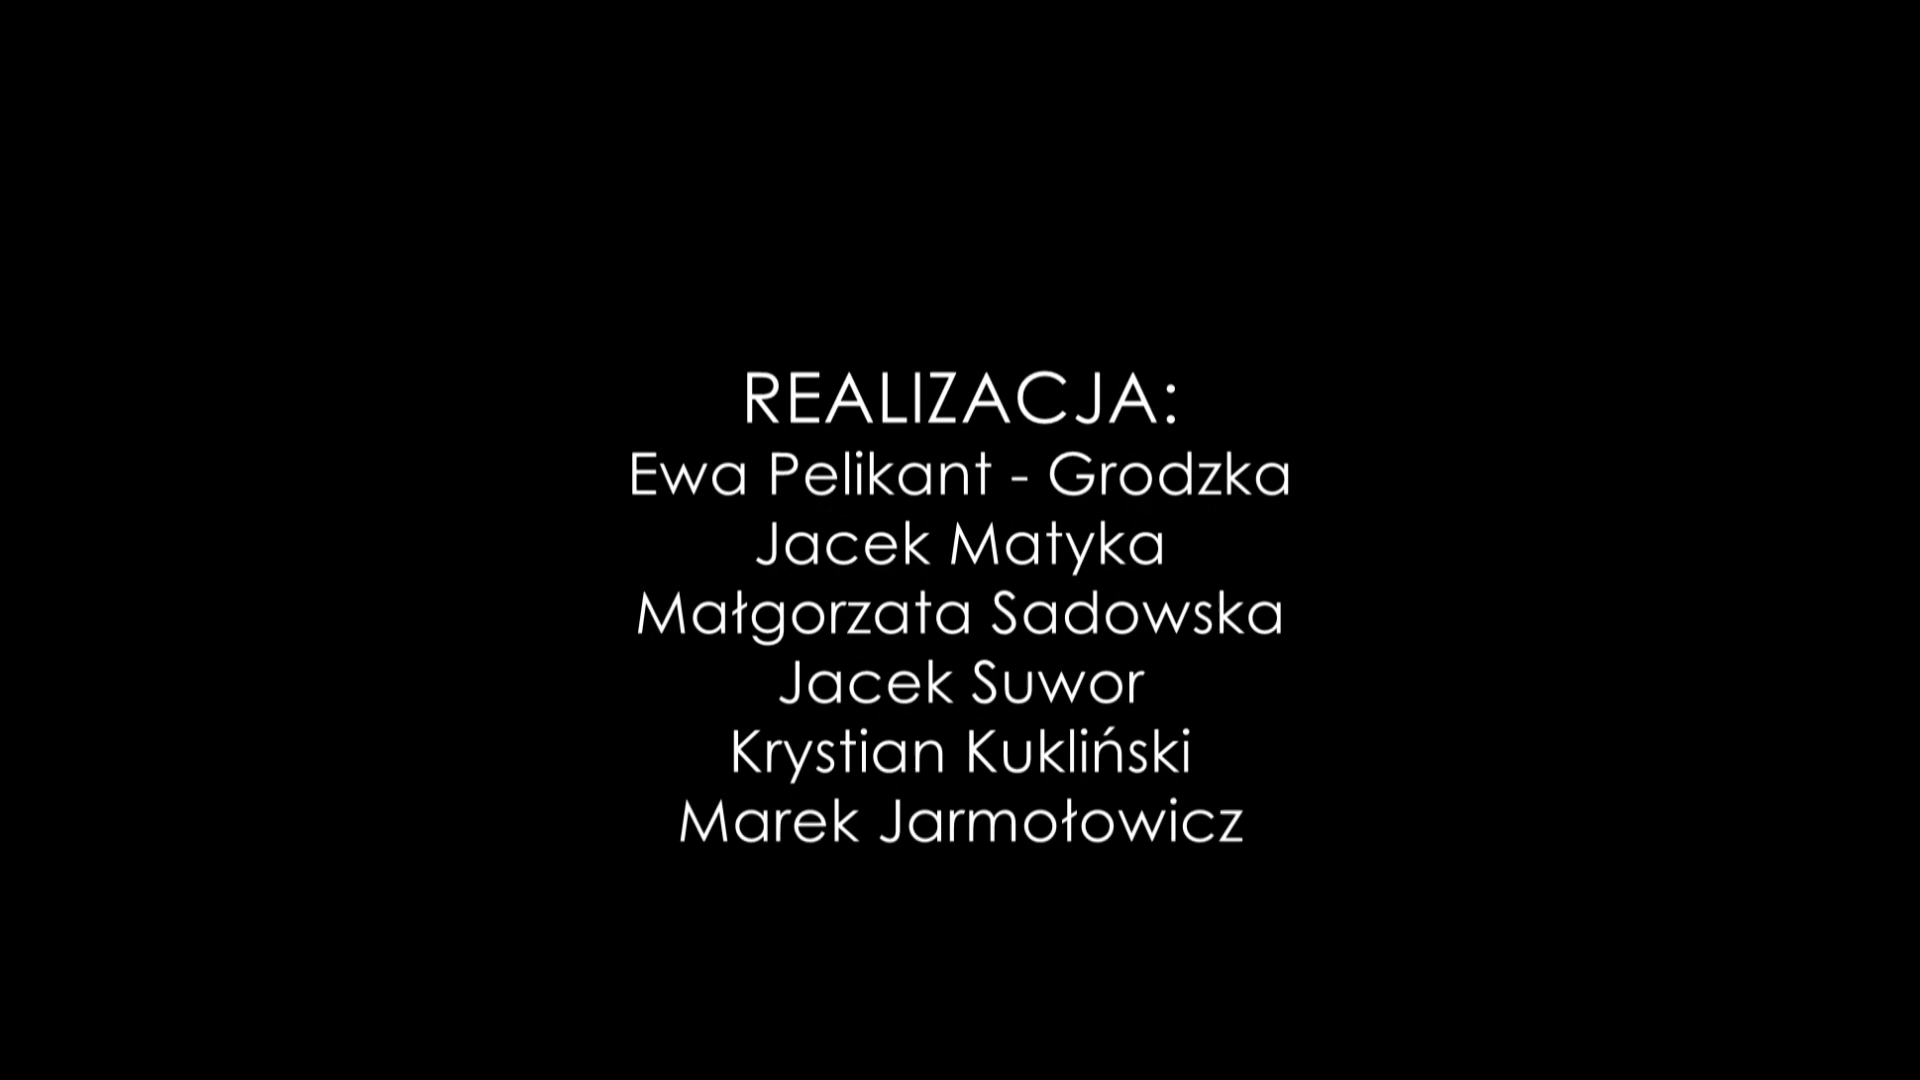 REALIZACJA:
Ewa Pelikant - Grodzka
Jacek Matyka
Małgorzata Sadowska
Jacek Suwor
Krystian Kukliński
Marek Jarmołowicz